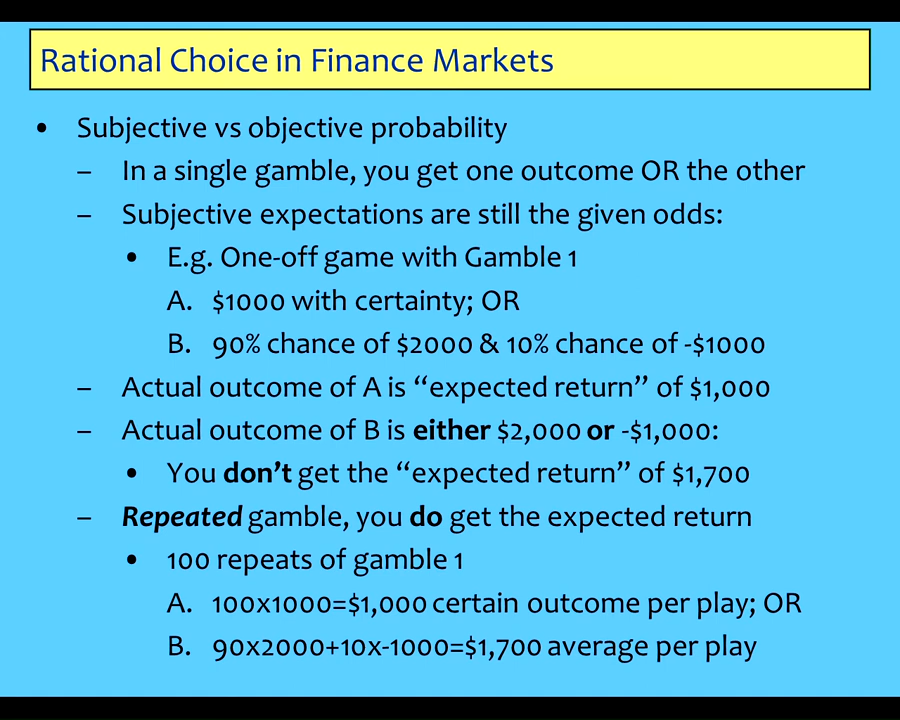 Rational Choice in Finance Markets
• Subjective vs objective probability
– In a single gamble, you get one outcome OR the other
– Subjective expectations are still the given odds:
• E.g. One-off game with Gamble 1
A. $1000 with certainty; OR
B. 90% chance of $2000 & 10% chance of -$1000
– Actual outcome of A is “expected return” of $1,000
– Actual outcome of B is either $2,000 or -$1,000:
• You don’t get the “expected return” of $1,700
– Repeated gamble, you do get the expected return
• 100 repeats of gamble 1
A. 100x1000=$1,000 certain outcome per play; OR
B. 90x2000+10x-1000=$1,700 average per play